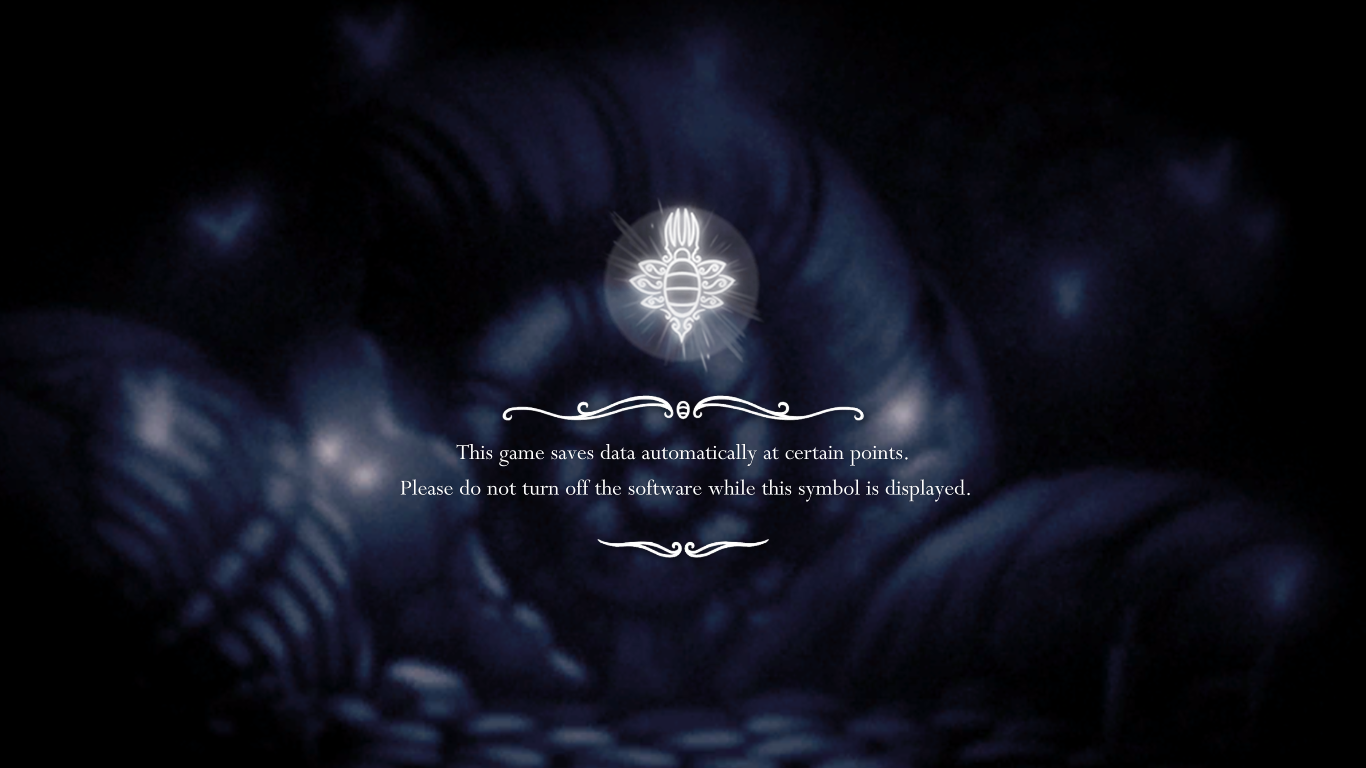 This game saves data automatically at certain points.
Please do not turn off the software while this symbol is displayed.